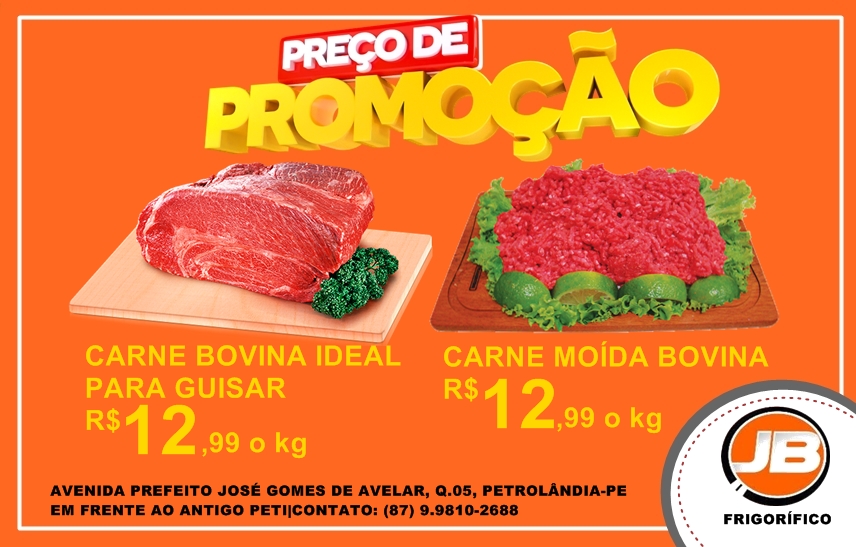 PREÇO DE
PROMOÇÃO
CARNE BOVINA IDEAL
PARA GUISAR
R$12,99 o kg
CARNE MOÍDA BOVINA
R$12,99 o kg
AVENIDA PREFEITO JOSÉ GOMES DE AVELAR, Q.05, PETROLÂNDIA-PE
EM FRENTE AO ANTIGO PETI|CONTATO: (87) 9.9810-2688
JB
FRIGORÍFICO